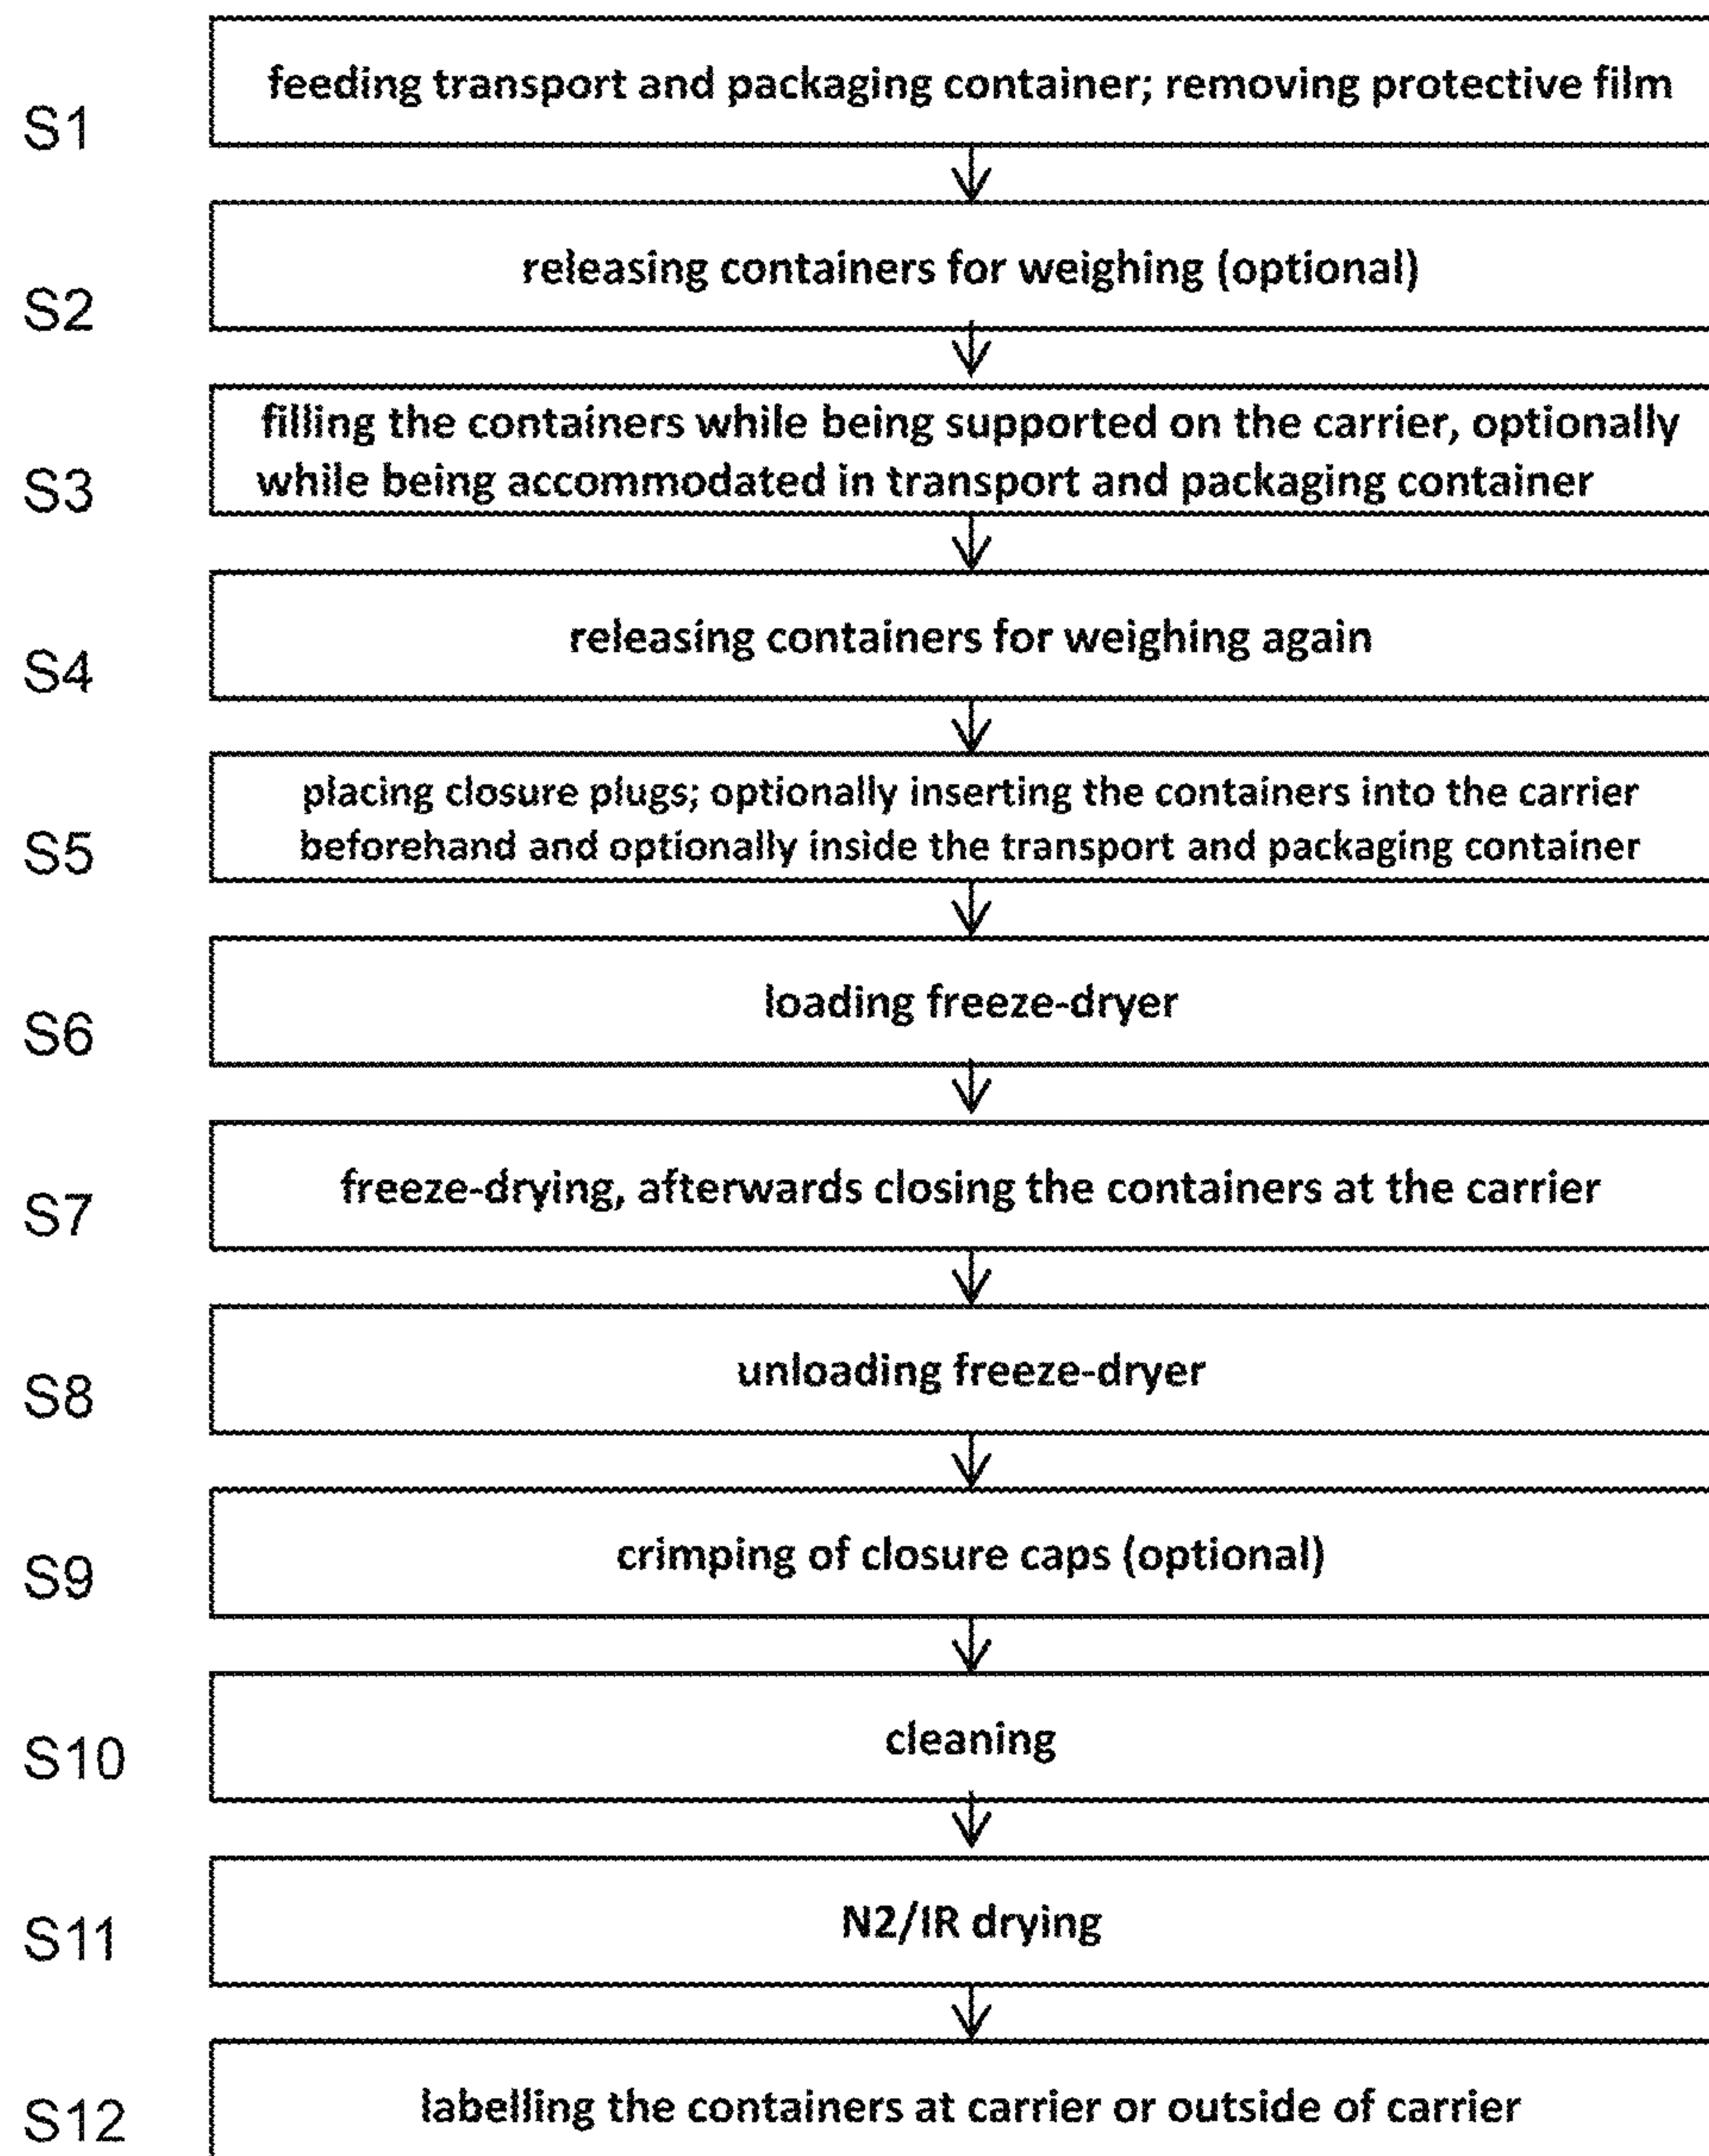 S1
feeding transport and packaging container; removing protective film
S2
releasing containers for weighing (optional)
S3
filling the containers while being supported on the carrier, optionally
while being accommodated in transport and packaging container
S4
releasing containers for weighing again
S5
placing closure plugs; optionally inserting the containers into the carrier
beforehand and optionally inside the transport and packaging container
S6
loading freeze-dryer
S7
freeze-drying, afterwards closing the containers at the carrier
S8
unloading freeze-dryer
S9
crimping of closure caps (optional)
S10
cleaning
S11
N2/IR drying
S12
labelling the containers at carrier or outside of carrier